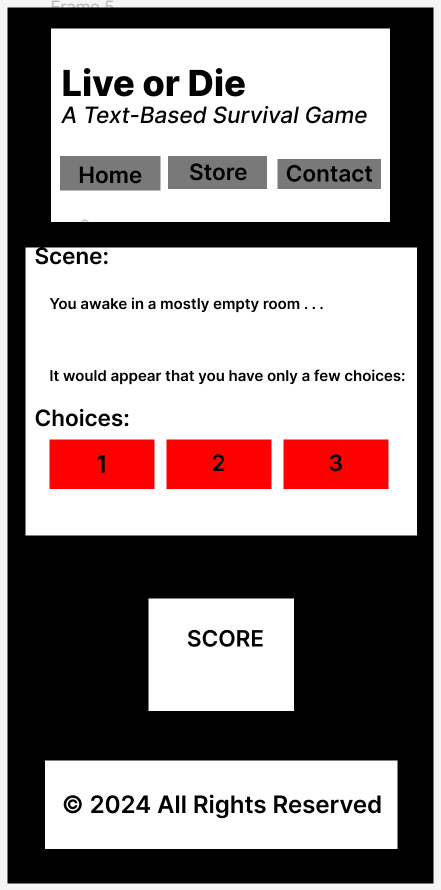 Frame 5
Live or Die
A Text-Based Survival Game
Home Store Contact
Scene:
You awake in a mostly empty room . . .
It would appear that you have only a few choices:
Choices:
1 2 3
SCORE
© 2024 All Rights Reserved